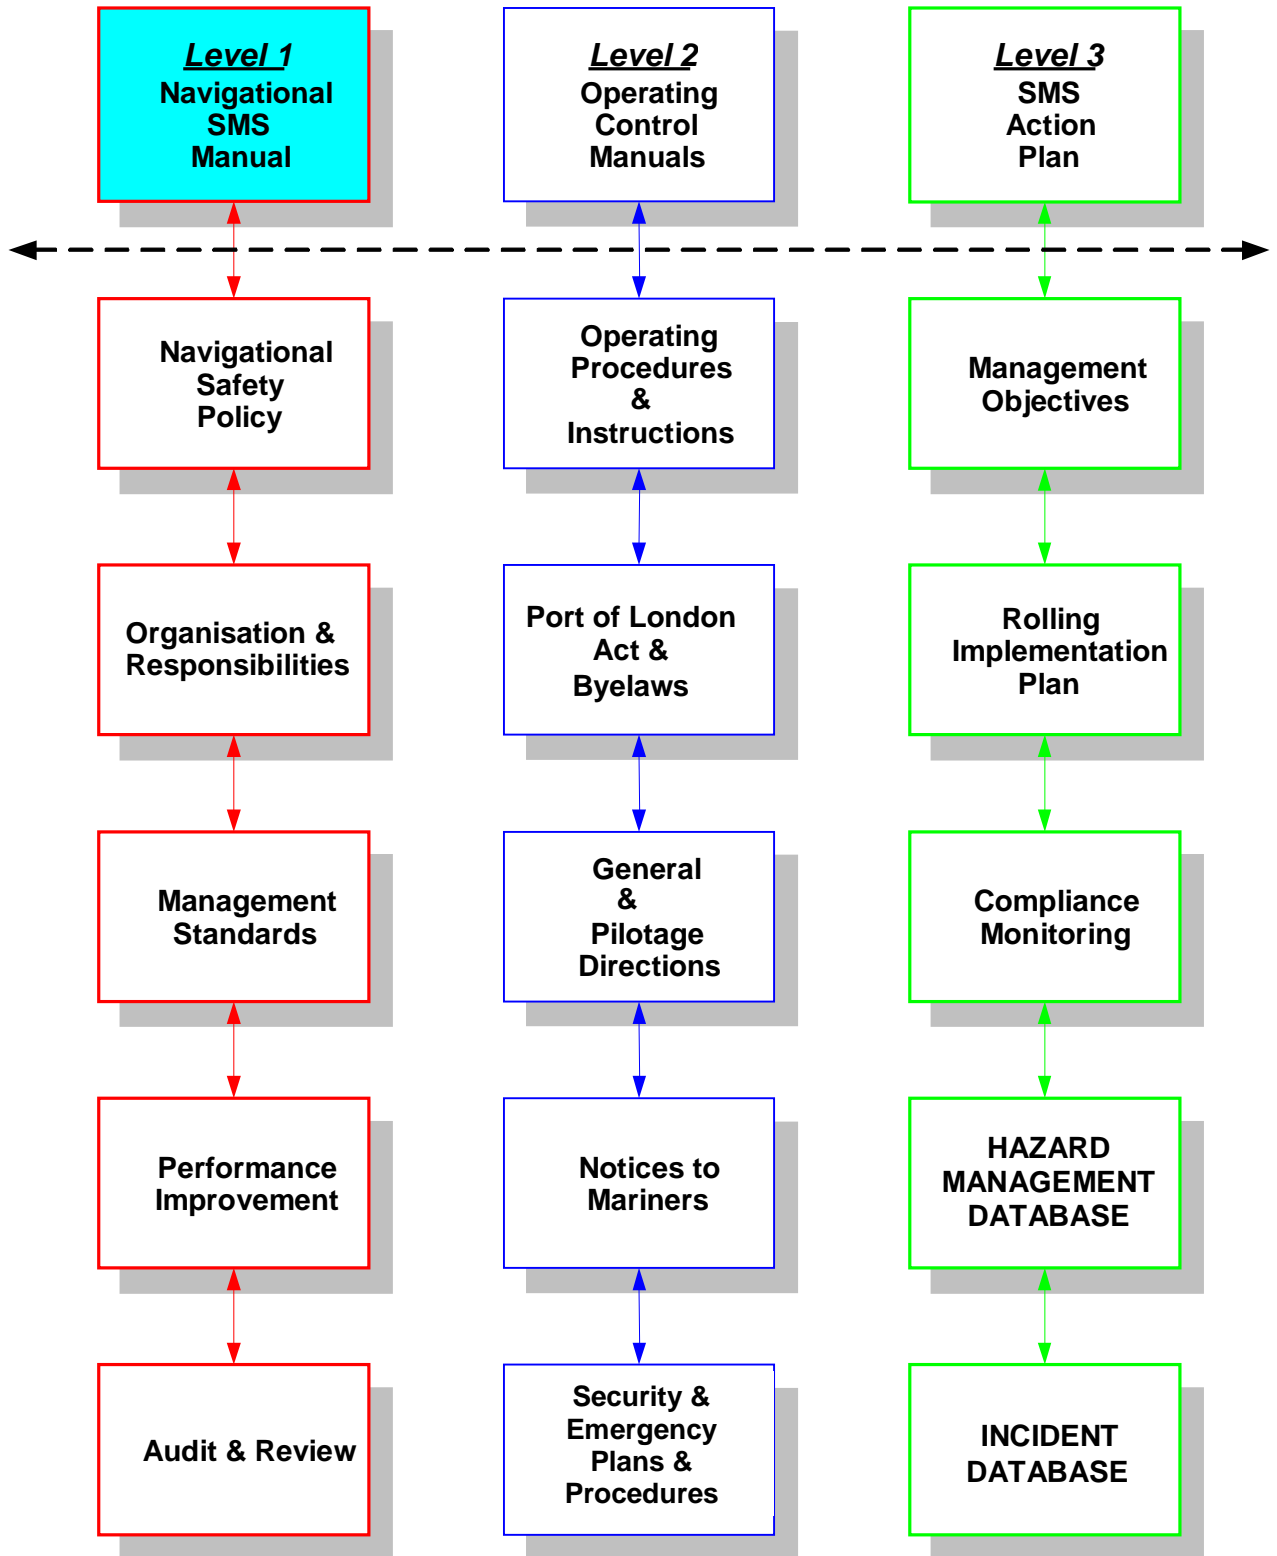 Level 1
Navigational
SMS
Manual
Level 2
Operating
Control
Manuals
Level 3
SMS
Action
Plan
Navigational
Safety
Policy
Operating
Procedures
&
Instructions
Management
Objectives
Organisation &
Responsibilities
Port of London
Act &
Byelaws
Rolling
Implementation
Plan
Management
Standards
General
&
Pilotage
Directions
Compliance
Monitoring
Performance
Improvement
Notices to
Mariners
HAZARD
MANAGEMENT
DATABASE
Audit & Review
Security &
Emergency
Plans &
Procedures
INCIDENT
DATABASE